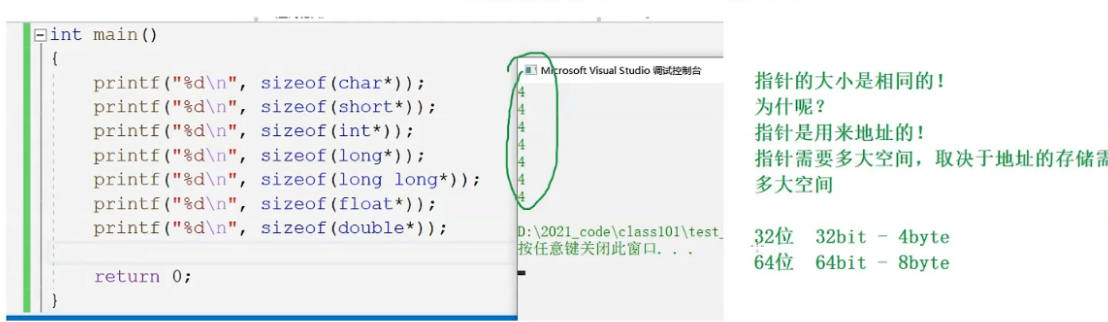 int main()
{
printf("%d\n", sizeof(char*));
printf("%d\n", sizeof(short*));
printf("%d\n", sizeof(int*));
printf("%d\n", sizeof(long*));
printf("%d\n", sizeof(long long*));
printf("%d\n", sizeof(float*));
printf("%d\n", sizeof(double*));
return 0;
}
Microsoft Visual Studio 调试控制台
4
4
4
4
4
4
4
D:\2021_code\class101\test_
按任意键关闭此窗口. . .
指针的大小是相同的!
为什呢?
指针是用来地址的!
指针需要多大空间，取决于地址的存储需
多大空间
32位 32bit - 4byte
64位 64bit - 8byte